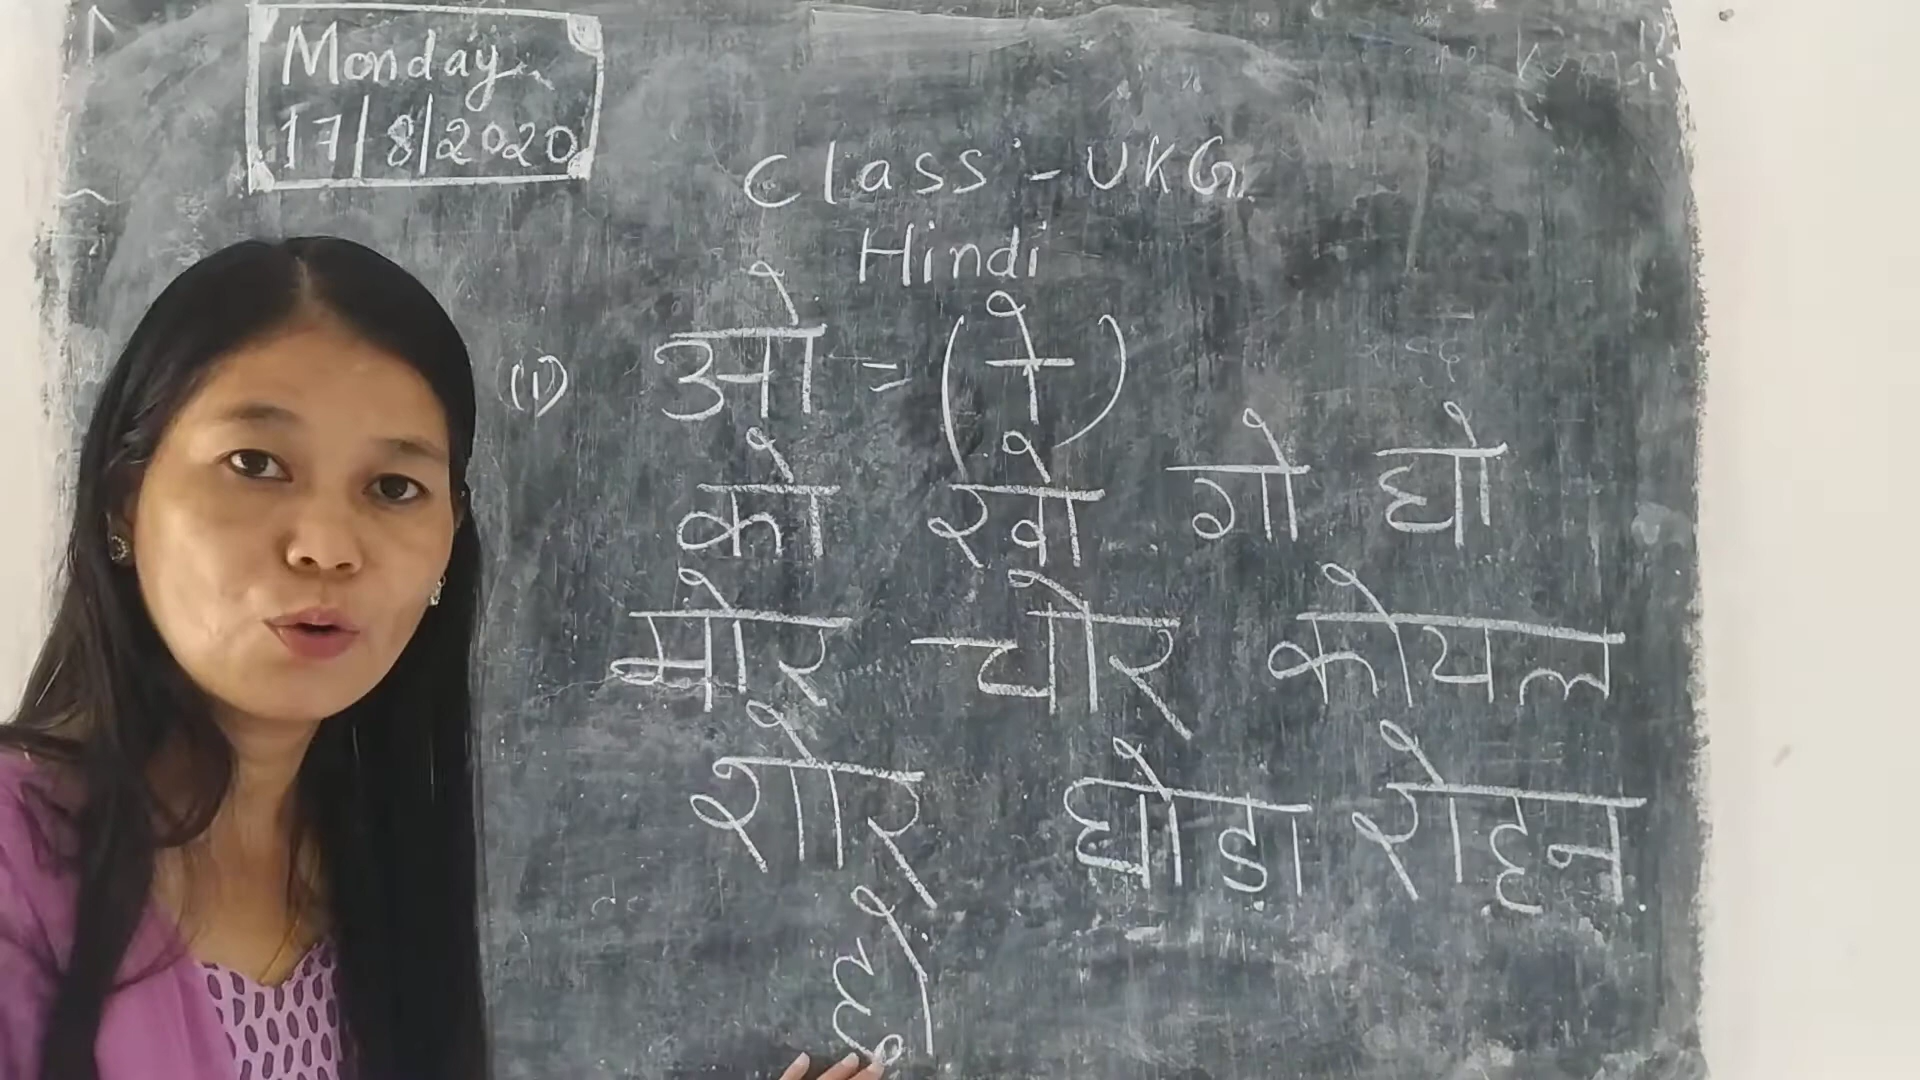 Monday
17/8/2020
Class :- UKG
Hindi
(1) ओ = ( ो )
को खो गो घो
मोर चोर कोयल
शोर घोडा रोहन
हो